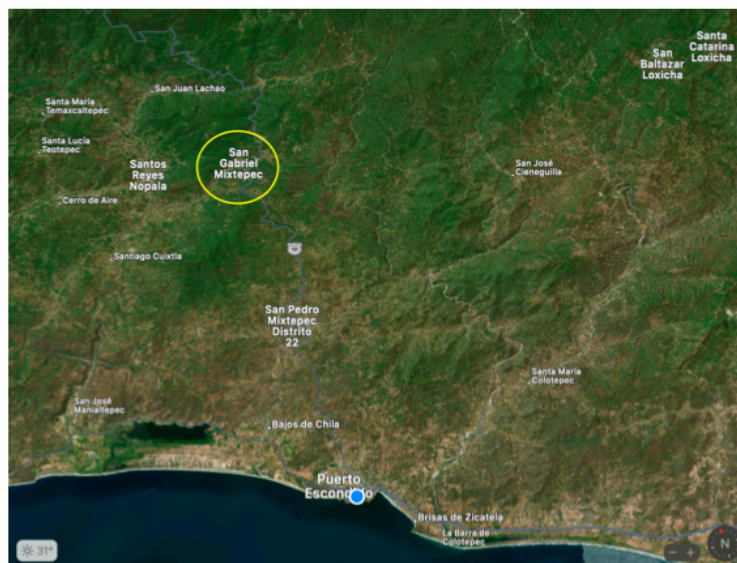 Santa
Catarina
Loxicha
San
Baltazar
Loxicha
San Juan Lachao
Santa María
Temaxcaltepec
Santa Lucía
Teotepec
San
Gabriel
Mixtepec
Santos
Reyes
Nopala
San José
Cieneguilla
Cerro de Aire
Santiago Cuixtla
131
San Pedro
Mixtepec
Distrito
22
Santa María
Colotepec
San José
Manialtepec
Bajos de Chila
Puerto
Escondido
Brisas de Zicatela
La Barra de
Colotepec
31°
- +
N